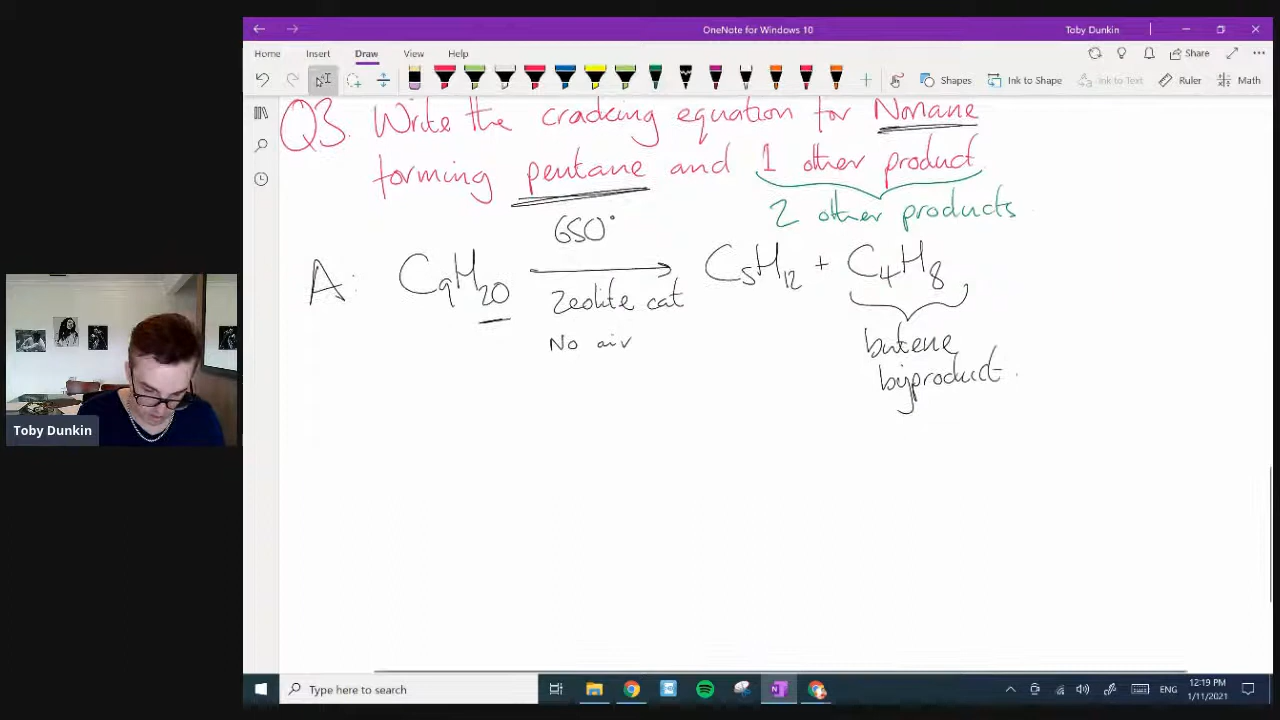 OneNote for Windows 10
Toby Dunkin
Home Insert Draw View Help
Share
Shapes
Ink to Shape
Ink to Text
Ruler
Math
Q3. Write the cracking equation for Nonane
forming pentane and 1 other product
2 other products
650°
A: C9H20 → C5H12 + C4H8
Zeolite cat
No air
butene
biproduct.
Toby Dunkin
Type here to search
ENG
12:19 PM
1/11/2021